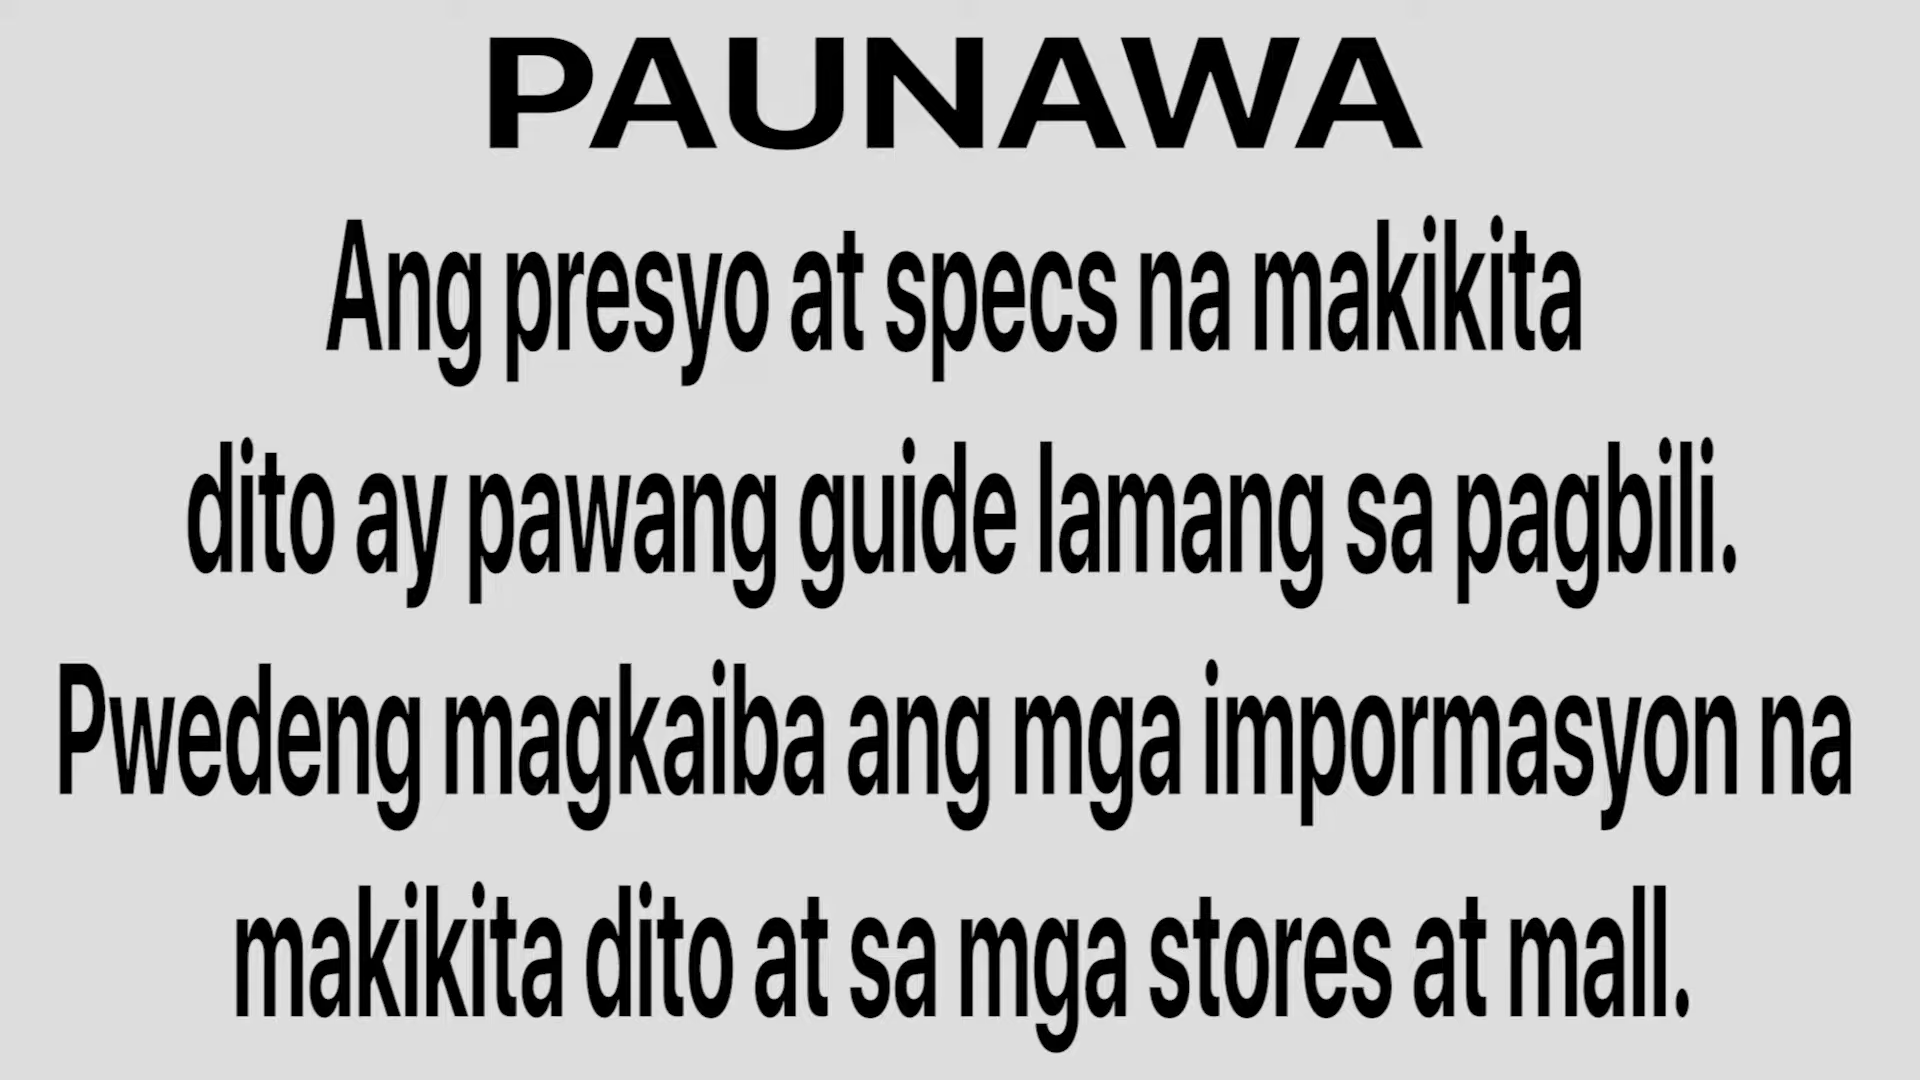 PAUNAWA
Ang presyo at specs na makikita
dito ay pawang guide lamang sa pagbili.
Pwedeng magkaiba ang mga impormasyon na
makikita dito at sa mga stores at mall.